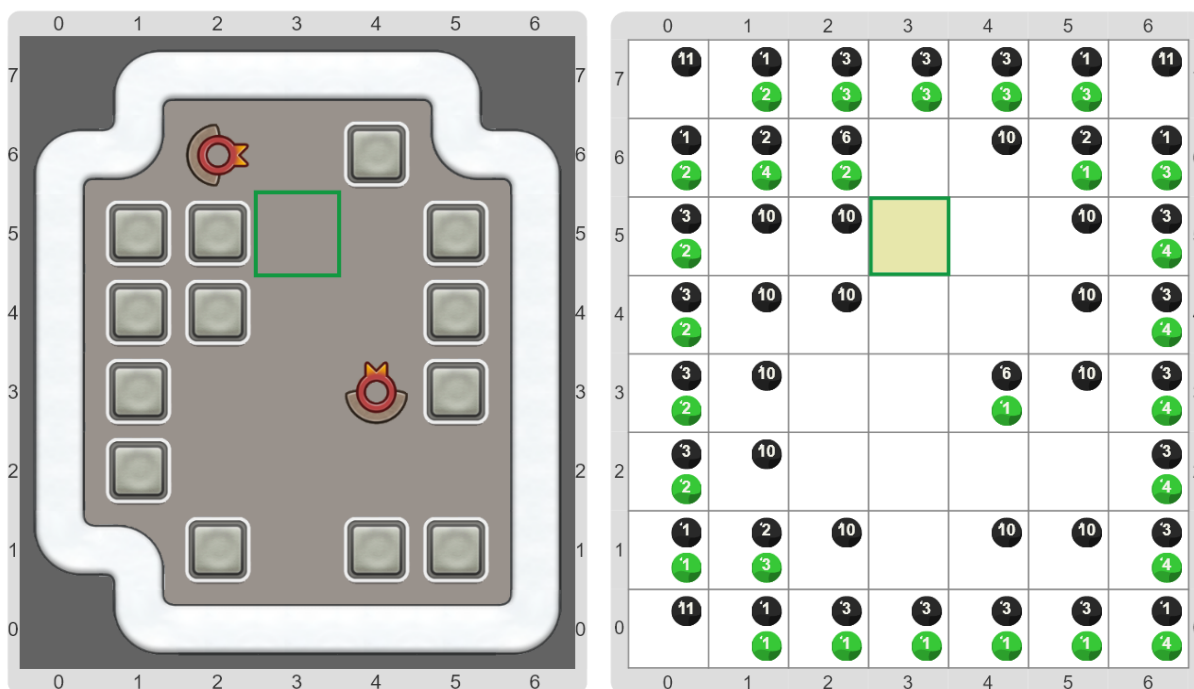 0 1 2 3 4 5 6
7 7
6 6
5 5
4 4
3 3
2 2
1 1
0 0
0 1 2 3 4 5 6
0 1 2 3 4 5 6
'11 '1 '3 '3 '3 '1 '11
7
'2 '3 '3 '3 '3
'1 '2 '6 '10 '2 '1
6
'2 '4 '2 '1 '3
'3 '10 '10 '10 '3
5
'2 '4
'3 '10 '10 '10 '3
4
'2 '4
'3 '10 '6 '10 '3
3
'2 '1 '4
'3 '10 '3
2
'2 '4
'1 '2 '10 '10 '10 '3
1
'1 '3 '4
'11 '1 '3 '3 '3 '3 '1
0
'1 '1 '1 '1 '1 '4
0 1 2 3 4 5 6